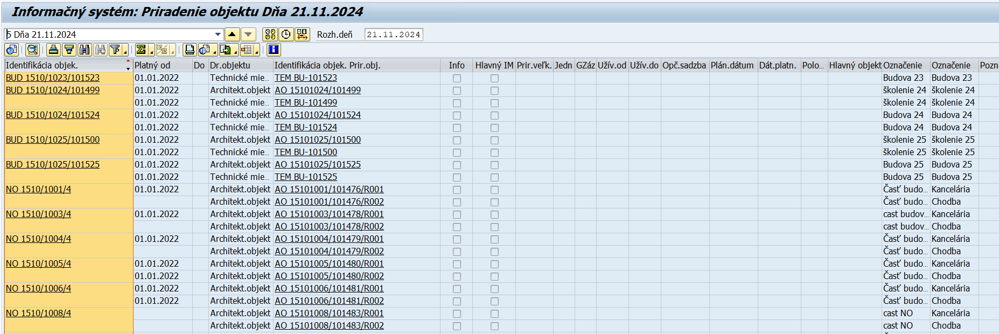 Informačný systém: Priradenie objektu Dňa 21.11.2024
5 Dňa 21.11.2024 Rozh.deň 21.11.2024
Identifikácia objek. Platný od Do Dr.objektu Identifikácia objek. Prir.obj. Info Hlavný IM Prir.veľk. Jedn GZáz Užív.od Užív.do Opč.sadzba Plán.dátum Dát.platn. Polo... Hlavný objekt Označenie Označenie Pozn
BUD 1510/1023/101523 01.01.2022 Technické mie... TEM BU-101523 Budova 23 Budova 23
BUD 1510/1024/101499 01.01.2022 Architekt.objekt AO 15101024/101499 školenie 24 školenie 24
01.01.2022 Technické mie... TEM BU-101499 školenie 24 školenie 24
BUD 1510/1024/101524 01.01.2022 Architekt.objekt AO 15101024/101524 Budova 24 Budova 24
01.01.2022 Technické mie... TEM BU-101524 Budova 24 Budova 24
BUD 1510/1025/101500 01.01.2022 Architekt.objekt AO 15101025/101500 školenie 25 školenie 25
01.01.2022 Technické mie... TEM BU-101500 školenie 25 školenie 25
BUD 1510/1025/101525 01.01.2022 Architekt.objekt AO 15101025/101525 Budova 25 Budova 25
01.01.2022 Technické mie... TEM BU-101525 Budova 25 Budova 25
NO 1510/1001/4 01.01.2022 Architekt.objekt AO 15101001/101476/R001 Časť budo... Kancelária
Architekt.objekt AO 15101001/101476/R002 Časť budo... Chodba
NO 1510/1003/4 01.01.2022 Architekt.objekt AO 15101003/101478/R001 cast budov... Kancelária
Architekt.objekt AO 15101003/101478/R002 cast budov... Chodba
NO 1510/1004/4 01.01.2022 Architekt.objekt AO 15101004/101479/R001 Časť budo... Kancelária
Architekt.objekt AO 15101004/101479/R002 Časť budo... Chodba
NO 1510/1005/4 01.01.2022 Architekt.objekt AO 15101005/101480/R001 Časť budo... Kancelária
01.01.2022 Architekt.objekt AO 15101005/101480/R002 Časť budo... Chodba
NO 1510/1006/4 01.01.2022 Architekt.objekt AO 15101006/101481/R001 Časť budo... Kancelária
01.01.2022 Architekt.objekt AO 15101006/101481/R002 Časť budo... Chodba
NO 1510/1008/4 Architekt.objekt AO 15101008/101483/R001 cast NO Kancelária
Architekt.objekt AO 15101008/101483/R002 cast NO Chodba